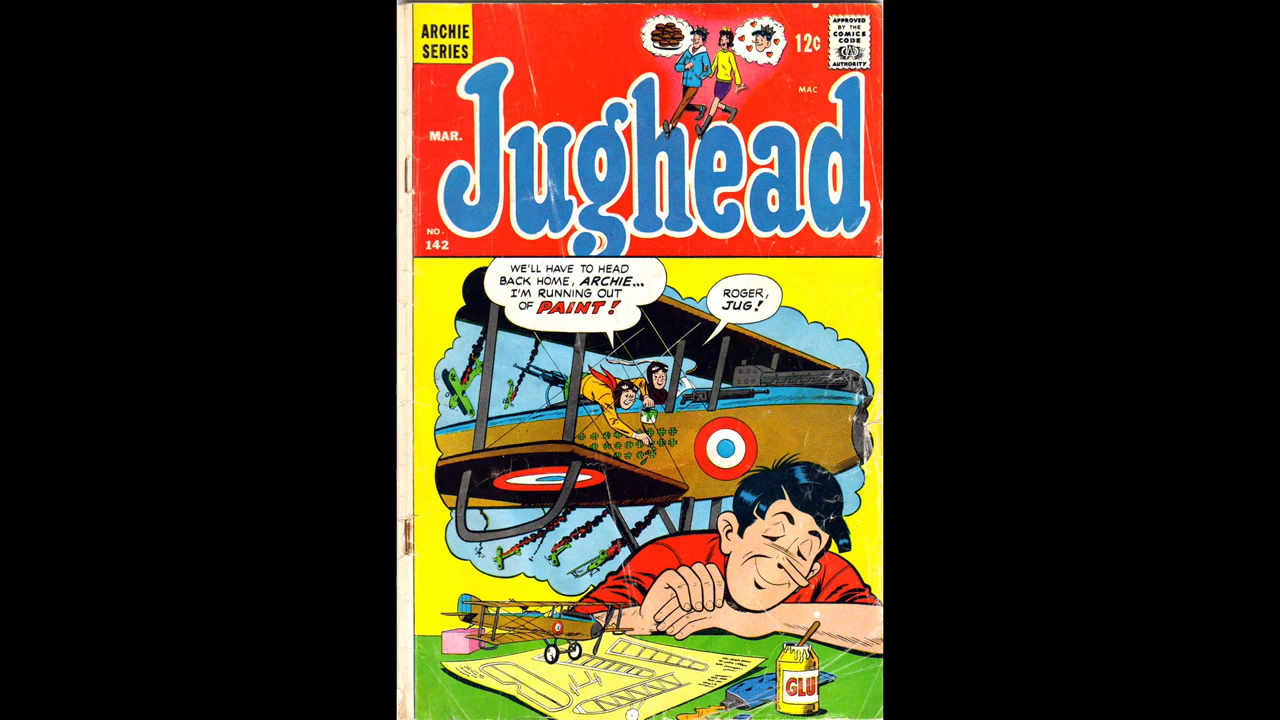 ARCHIE
SERIES
12¢
APPROVED
BY THE
COMICS
CODE
CA
AUTHORITY
MAC
MAR.
Jughead
NO.
142
WE'LL HAVE TO HEAD
BACK HOME, ARCHIE...
I'M RUNNING OUT
OF PAINT!
ROGER,
JUG!
GLU